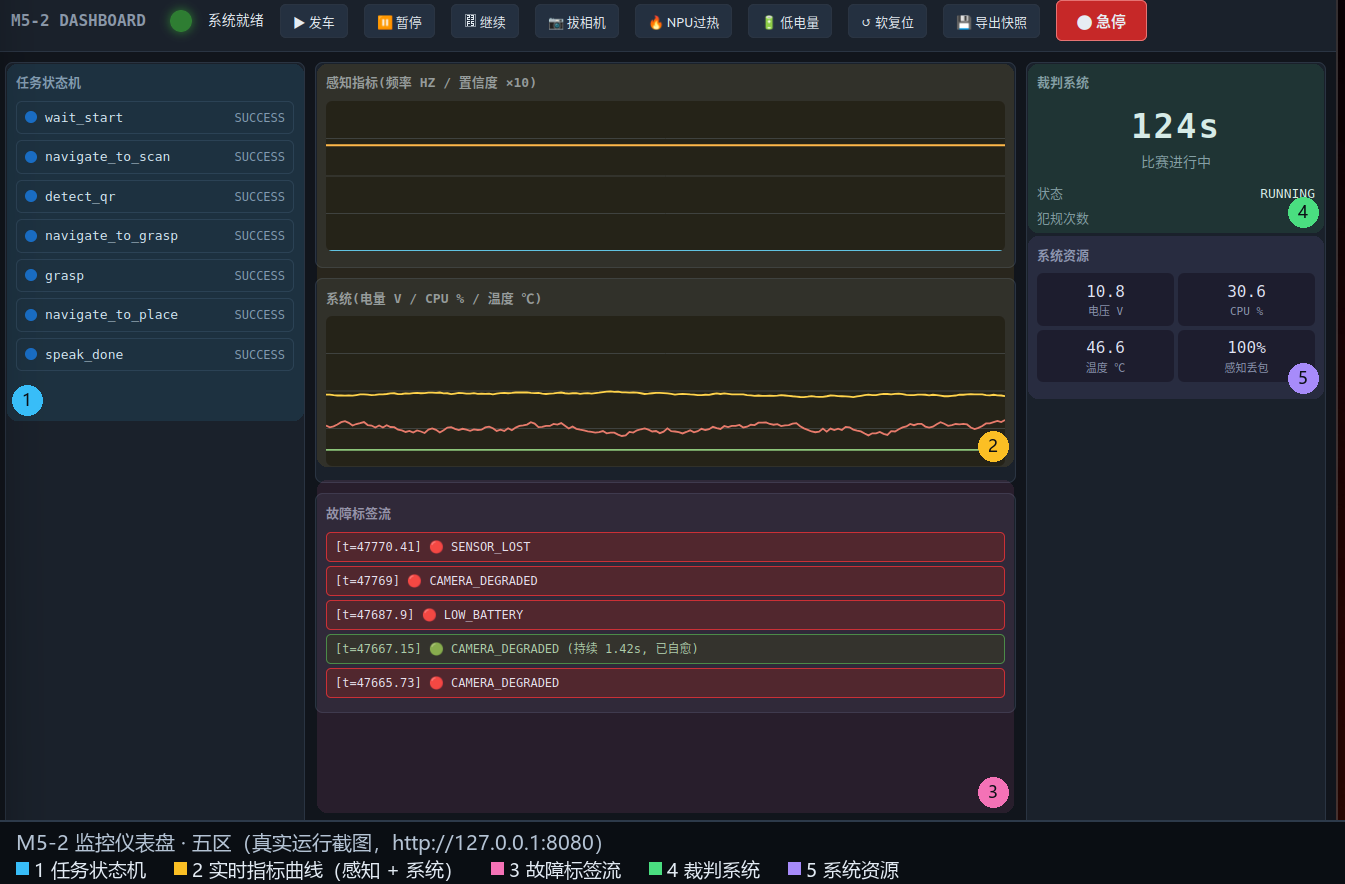 M5-2 DASHBOARD 系统就绪 ▶ 发车 ⏸ 暂停 继续 📷 拔相机 🔥 NPU过热 🔋 低电量 ↺ 软复位 💾 导出快照 急停
任务状态机
wait_start SUCCESS
navigate_to_scan SUCCESS
detect_qr SUCCESS
navigate_to_grasp SUCCESS
grasp SUCCESS
navigate_to_place SUCCESS
speak_done SUCCESS
1
感知指标(频率 HZ / 置信度 ×10)
系统(电量 V / CPU % / 温度 ℃)
2
故障标签流
[t=47770.41] 🔴 SENSOR_LOST
[t=47769] 🔴 CAMERA_DEGRADED
[t=47687.9] 🔴 LOW_BATTERY
[t=47667.15] 🟢 CAMERA_DEGRADED (持续 1.42s, 已自愈)
[t=47665.73] 🔴 CAMERA_DEGRADED
3
裁判系统
124s
比赛进行中
状态 RUNNING
犯规次数
4
系统资源
10.8 30.6
电压 V CPU %
46.6 100%
温度 ℃ 感知丢包
5
M5-2 监控仪表盘 · 五区（真实运行截图，http://127.0.0.1:8080）
1 任务状态机 2 实时指标曲线（感知 + 系统） 3 故障标签流 4 裁判系统 5 系统资源